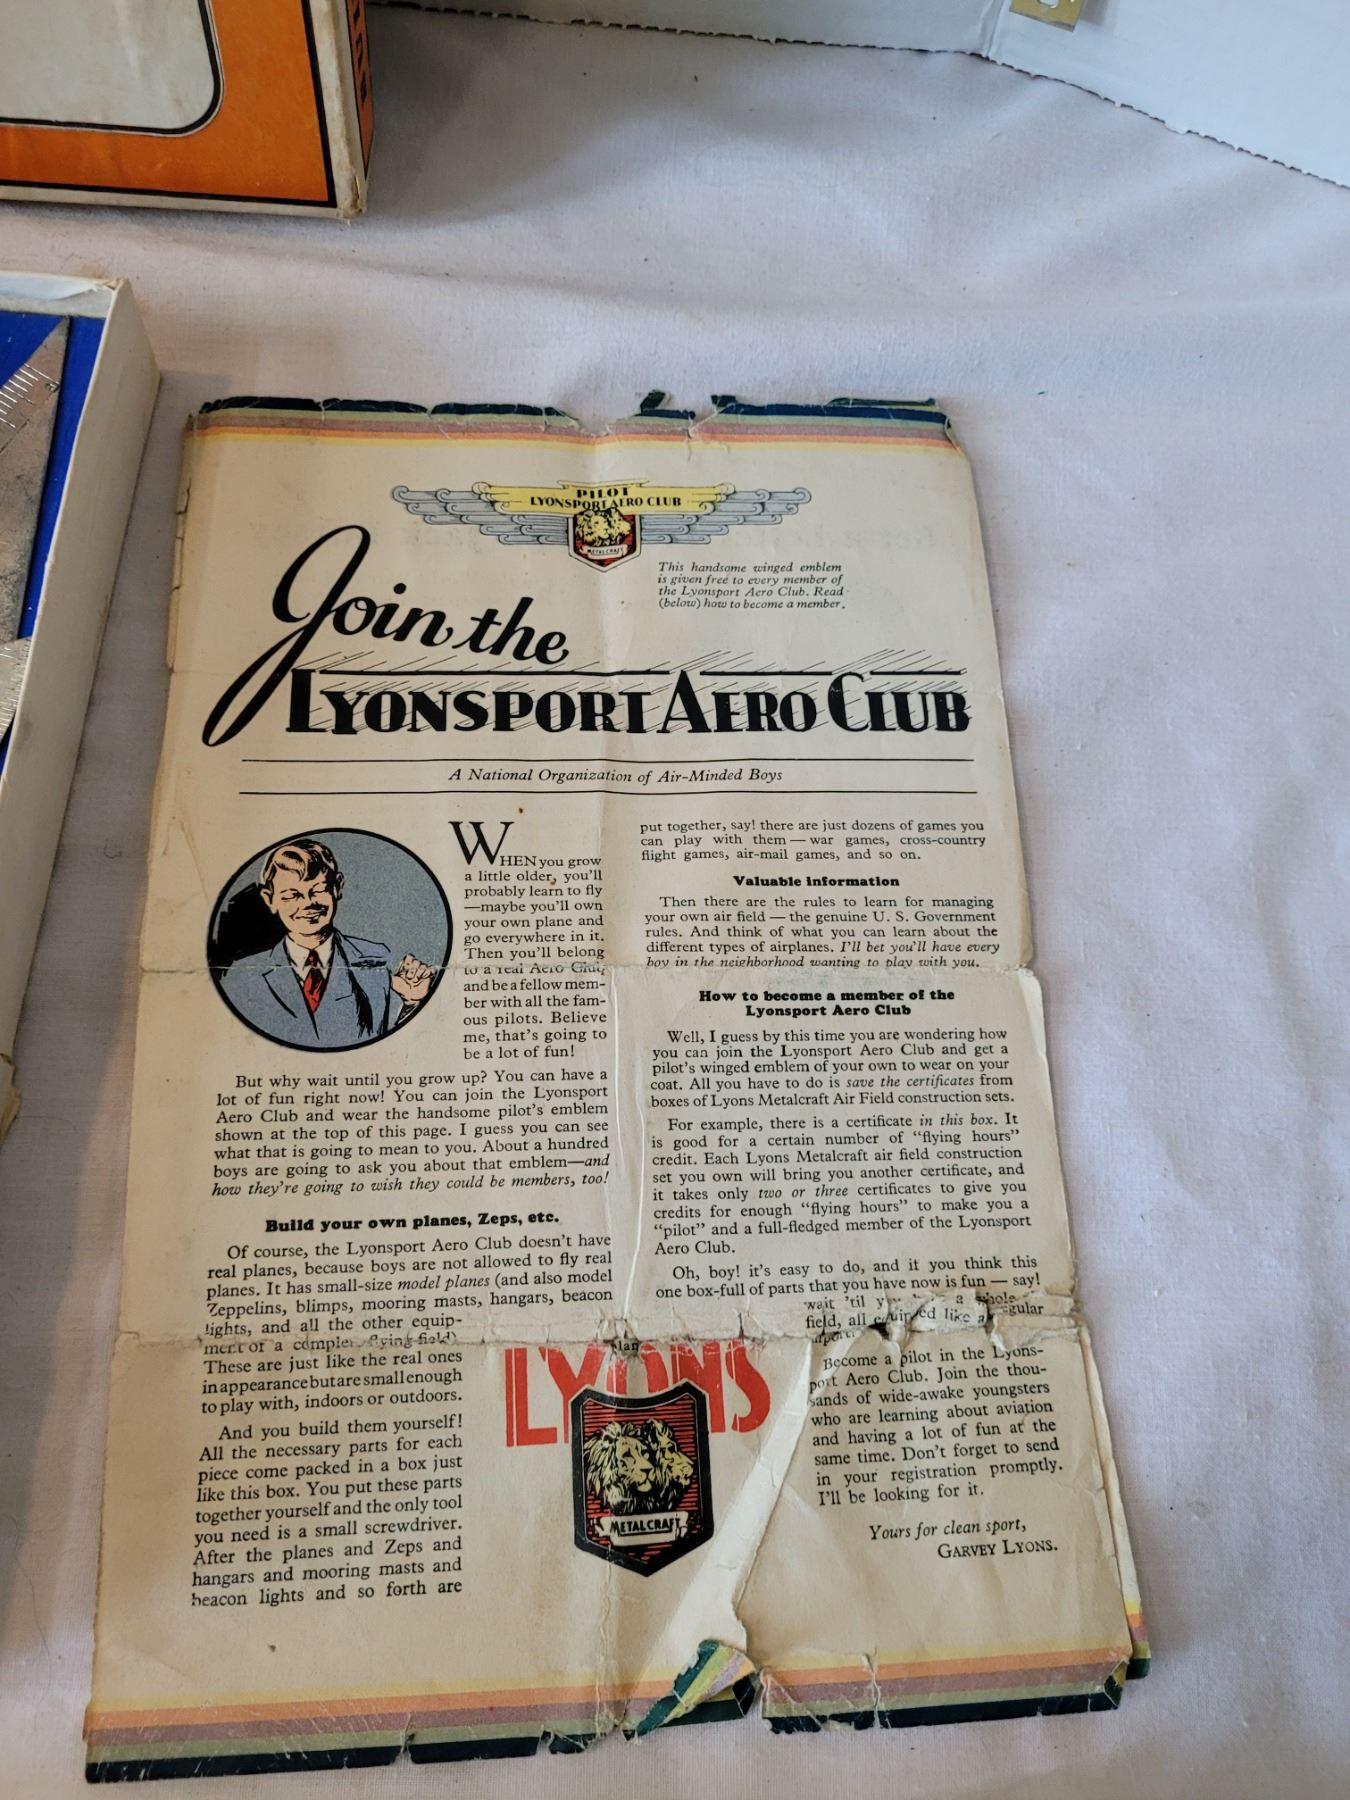 PILOT
LYONSPORT AERO CLUB
METALCRAFT
This handsome winged emblem
is given free to every member of
the Lyonsport Aero Club. Read
(below) how to become a member.
Join the
LYONSPORT AERO CLUB
A National Organization of Air-Minded Boys
WHEN you grow
a little older, you'll
probably learn to fly
—maybe you'll own
your own plane and
go everywhere in it.
Then you'll belong
to a real Aero Club,
and be a fellow mem-
ber with all the fam-
ous pilots. Believe
me, that's going to
be a lot of fun!
But why wait until you grow up? You can have a
lot of fun right now! You can join the Lyonsport
Aero Club and wear the handsome pilot's emblem
shown at the top of this page. I guess you can see
what that is going to mean to you. About a hundred
boys are going to ask you about that emblem—and
how they're going to wish they could be members, too!
Build your own planes, Zeps, etc.
Of course, the Lyonsport Aero Club doesn't have
real planes, because boys are not allowed to fly real
planes. It has small-size model planes (and also model
Zeppelins, blimps, mooring masts, hangars, beacon
lights, and all the other equip-
ment of a complete flying field)
These are just like the real ones
in appearance but are small enough
to play with, indoors or outdoors.
And you build them yourself!
All the necessary parts for each
piece come packed in a box just
like this box. You put these parts
together yourself and the only tool
you need is a small screwdriver.
After the planes and Zeps and
hangars and mooring masts and
beacon lights and so forth are
put together, say! there are just dozens of games you
can play with them — war games, cross-country
flight games, air-mail games, and so on.
Valuable information
Then there are the rules to learn for managing
your own air field — the genuine U. S. Government
rules. And think of what you can learn about the
different types of airplanes. I'll bet you'll have every
boy in the neighborhood wanting to play with you.
How to become a member of the
Lyonsport Aero Club
Well, I guess by this time you are wondering how
you can join the Lyonsport Aero Club and get a
pilot's winged emblem of your own to wear on your
coat. All you have to do is save the certificates from
boxes of Lyons Metalcraft Air Field construction sets.
For example, there is a certificate in this box. It
is good for a certain number of "flying hours"
credit. Each Lyons Metalcraft air field construction
set you own will bring you another certificate, and
it takes only two or three certificates to give you
credits for enough "flying hours" to make you a
"pilot" and a full-fledged member of the Lyonsport
Aero Club.
Oh, boy! it's easy to do, and if you think this
one box-full of parts that you have now is fun — say!
wait 'til you have a whole
field, all equipped like a regular
airport.
Become a pilot in the Lyons-
port Aero Club. Join the thou-
sands of wide-awake youngsters
who are learning about aviation
and having a lot of fun at the
same time. Don't forget to send
in your registration promptly.
I'll be looking for it.
Yours for clean sport,
GARVEY LYONS.
lan
LYONS
METALCRAFT